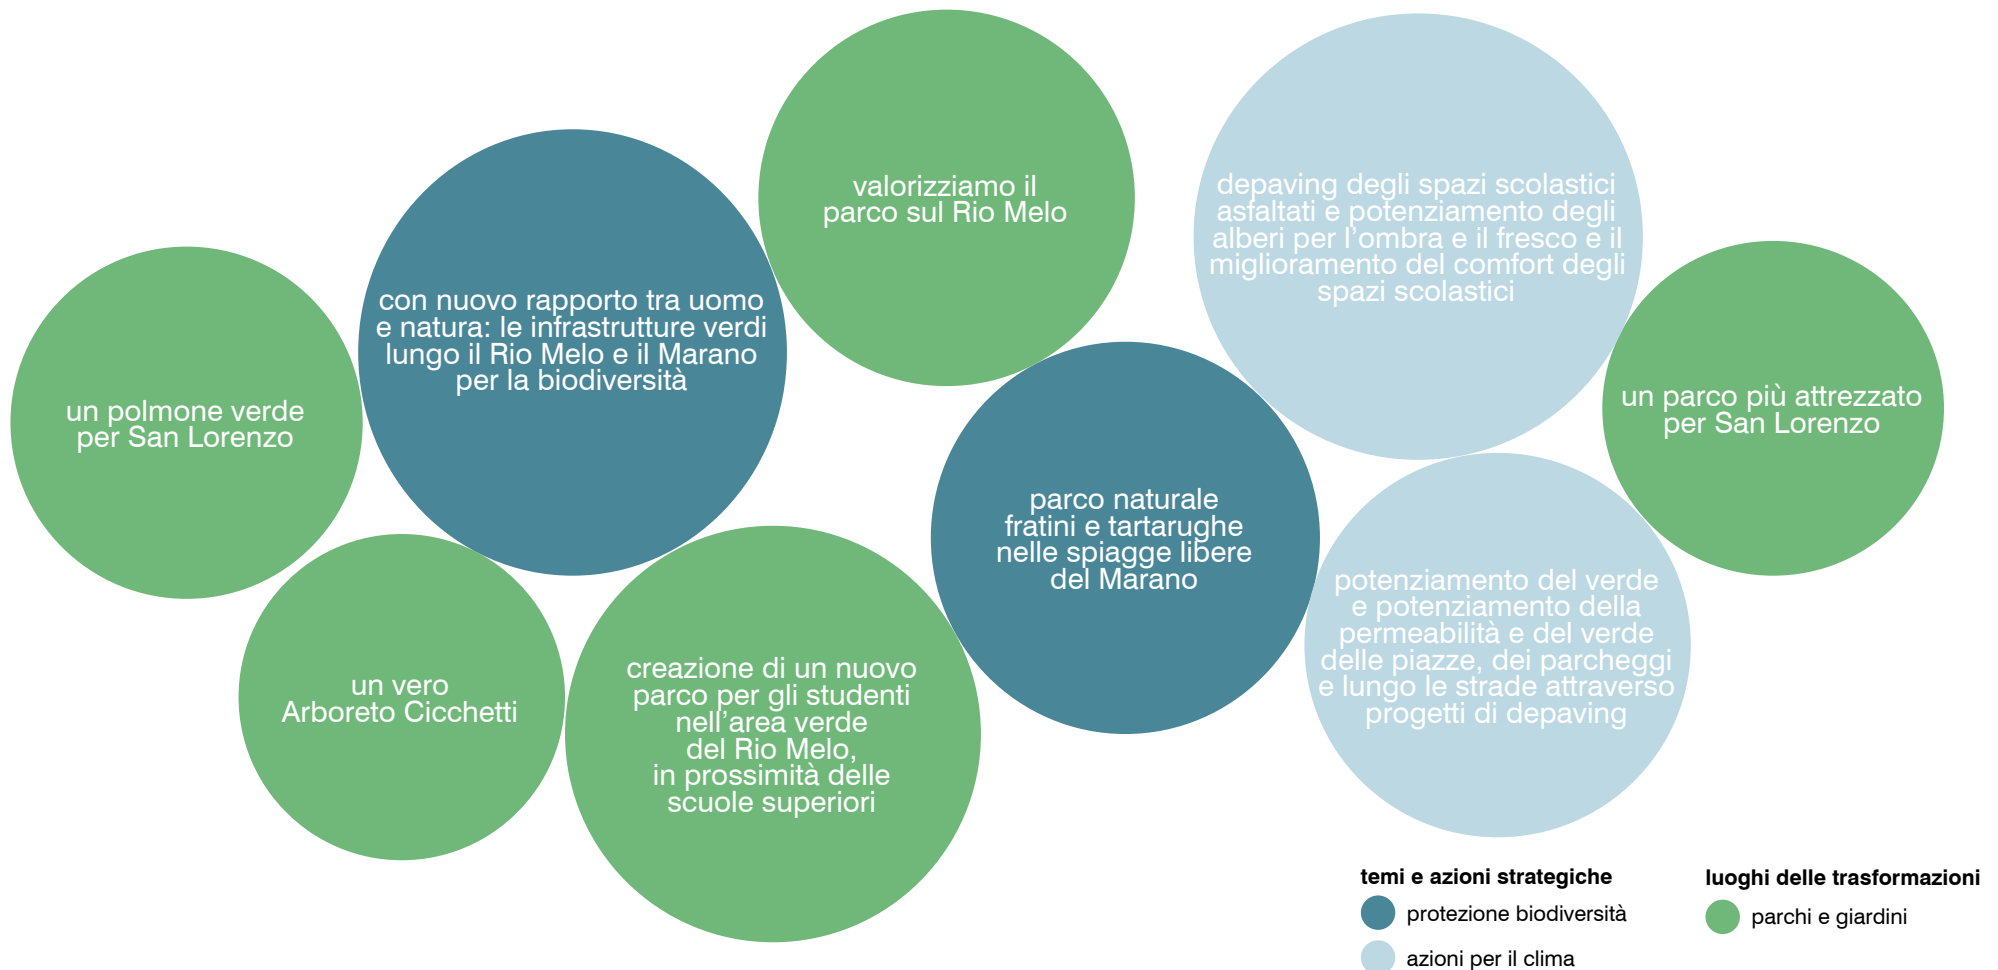 valorizziamo il
parco sul Rio Melo
depaving degli spazi scolastici
asfaltati e potenziamento degli
alberi per l'ombra e il fresco e il
miglioramento del comfort degli
spazi scolastici
con nuovo rapporto tra uomo
e natura: le infrastrutture verdi
lungo il Rio Melo e il Marano
per la biodiversità
un polmone verde
per San Lorenzo
un parco più attrezzato
per San Lorenzo
parco naturale
fratini e tartarughe
nelle spiagge libere
del Marano
potenziamento del verde
e potenziamento della
permeabilità e del verde
delle piazze, dei parcheggi
e lungo le strade attraverso
progetti di depaving
un vero
Arboreto Cicchetti
creazione di un nuovo
parco per gli studenti
nell'area verde
del Rio Melo,
in prossimità delle
scuole superiori
temi e azioni strategiche
protezione biodiversità
azioni per il clima
luoghi delle trasformazioni
parchi e giardini